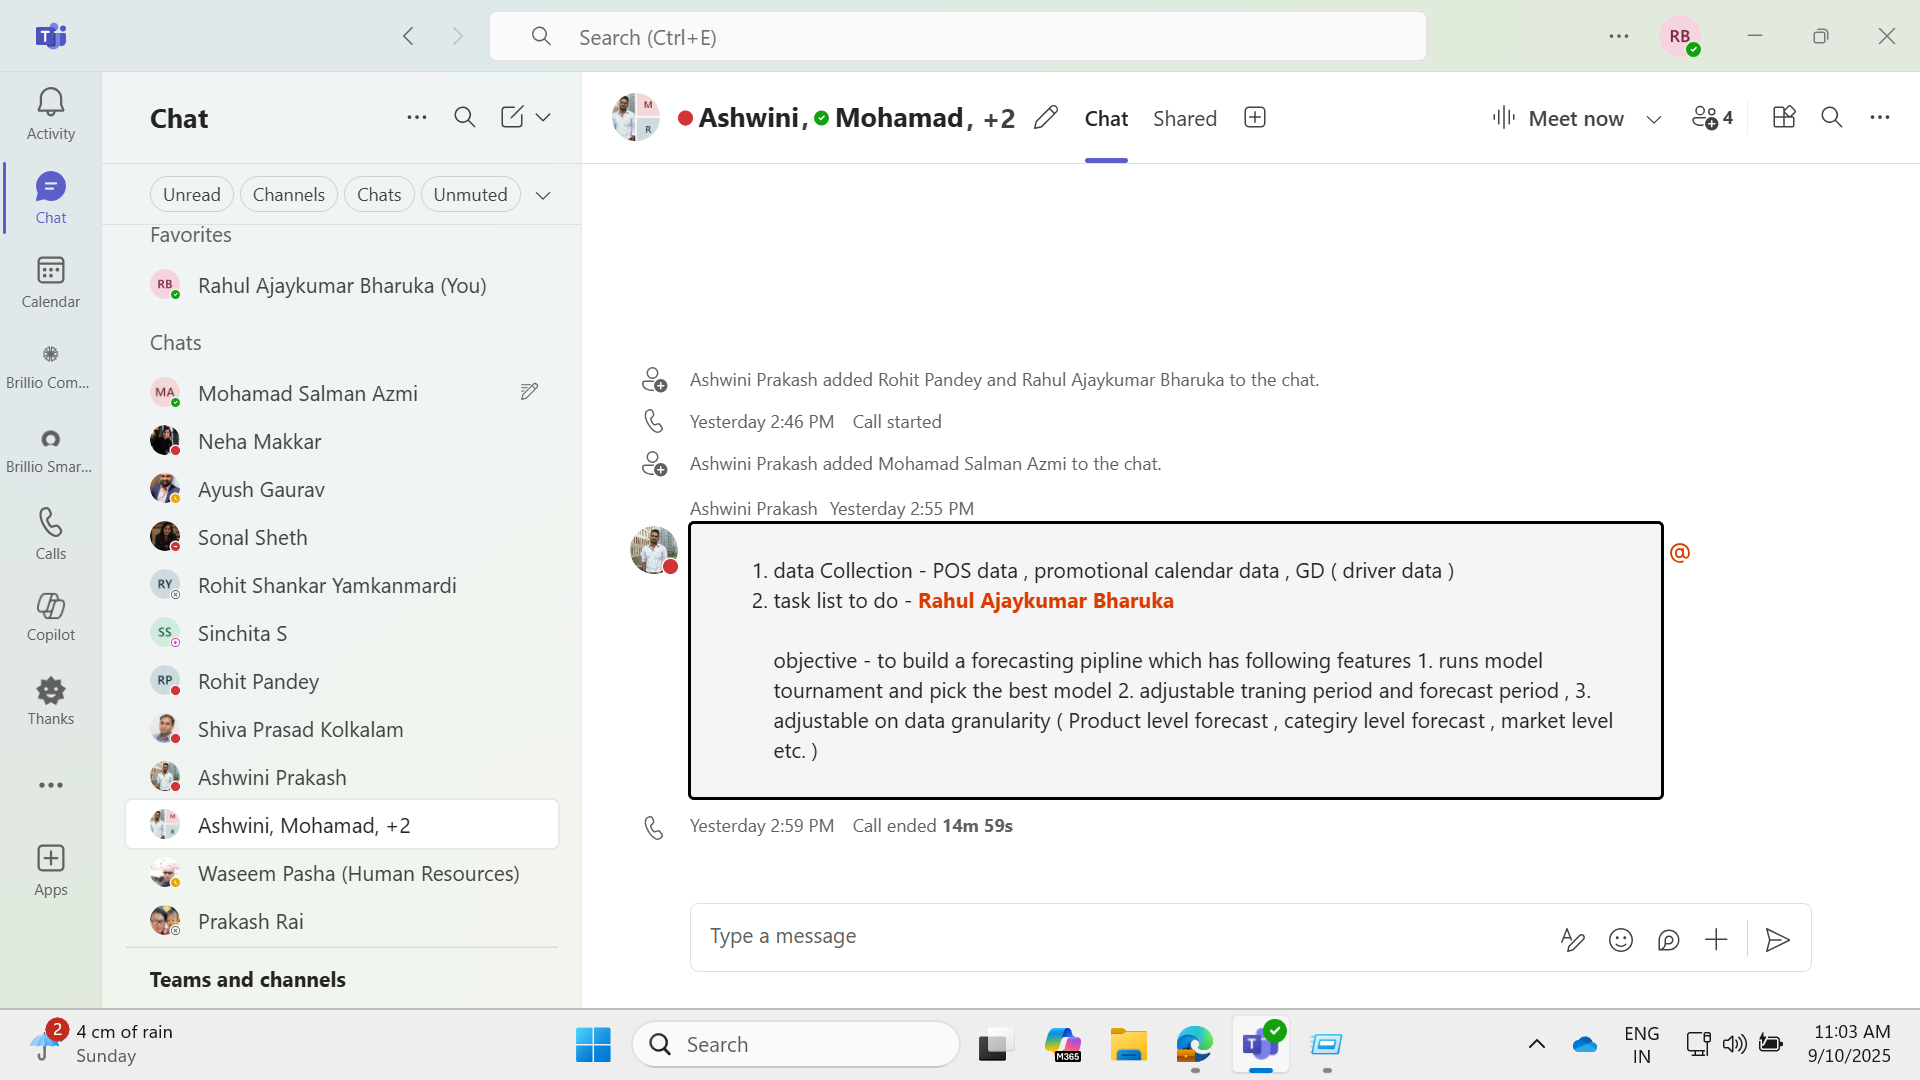 Search (Ctrl+E)
RB
Activity
Chat
Calendar
Brillio Com...
Brillio Smar...
Calls
Copilot
Thanks
Apps
Chat
Unread
Channels
Chats
Unmuted
Favorites
RB
Rahul Ajaykumar Bharuka (You)
Chats
MA
Mohamad Salman Azmi
Neha Makkar
Ayush Gaurav
Sonal Sheth
RY
Rohit Shankar Yamkanmardi
SS
Sinchita S
RP
Rohit Pandey
Shiva Prasad Kolkalam
Ashwini Prakash
M
Ashwini, Mohamad, +2
Waseem Pasha (Human Resources)
Prakash Rai
Teams and channels
M
R
Ashwini, Mohamad, +2
Chat
Shared
Meet now
4
Ashwini Prakash added Rohit Pandey and Rahul Ajaykumar Bharuka to the chat.
Yesterday 2:46 PM Call started
Ashwini Prakash added Mohamad Salman Azmi to the chat.
Ashwini Prakash Yesterday 2:55 PM
1. data Collection - POS data , promotional calendar data , GD ( driver data )
@
2. task list to do - Rahul Ajaykumar Bharuka
objective - to build a forecasting pipline which has following features 1. runs model
tournament and pick the best model 2. adjustable traning period and forecast period , 3.
adjustable on data granularity ( Product level forecast , categiry level forecast , market level
etc. )
Yesterday 2:59 PM Call ended 14m 59s
Type a message
2
4 cm of rain
Sunday
Search
M365
ENG
IN
11:03 AM
9/10/2025